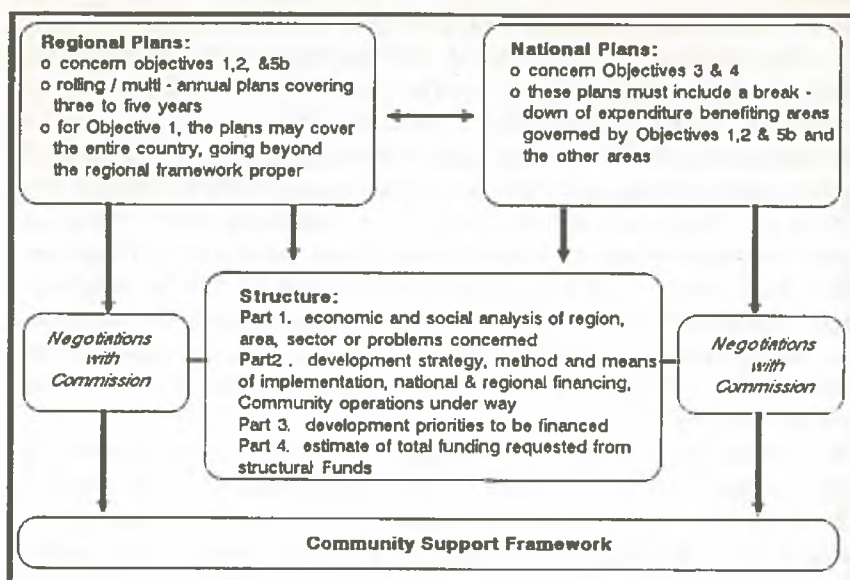 Regional Plans:
o concern objectives 1,2, &5b
o rolling / multi - annual plans covering
three to five years
o for Objective 1, the plans may cover
the entire country, going beyond
the regional framework proper
National Plans:
o concern Objectives 3 & 4
o these plans must include a break -
down of expenditure benefiting areas
governed by Objectives 1,2 & 5b and
the other areas
Negotiations
with
Commission
Structure:
Part 1. economic and social analysis of region,
area, sector or problems concerned
Part2 . development strategy, method and means
of implementation, national & regional financing,
Community operations under way
Part 3. development priorities to be financed
Part 4. estimate of total funding requested from
structural Funds
Negotiations
with
Commission
Community Support Framework